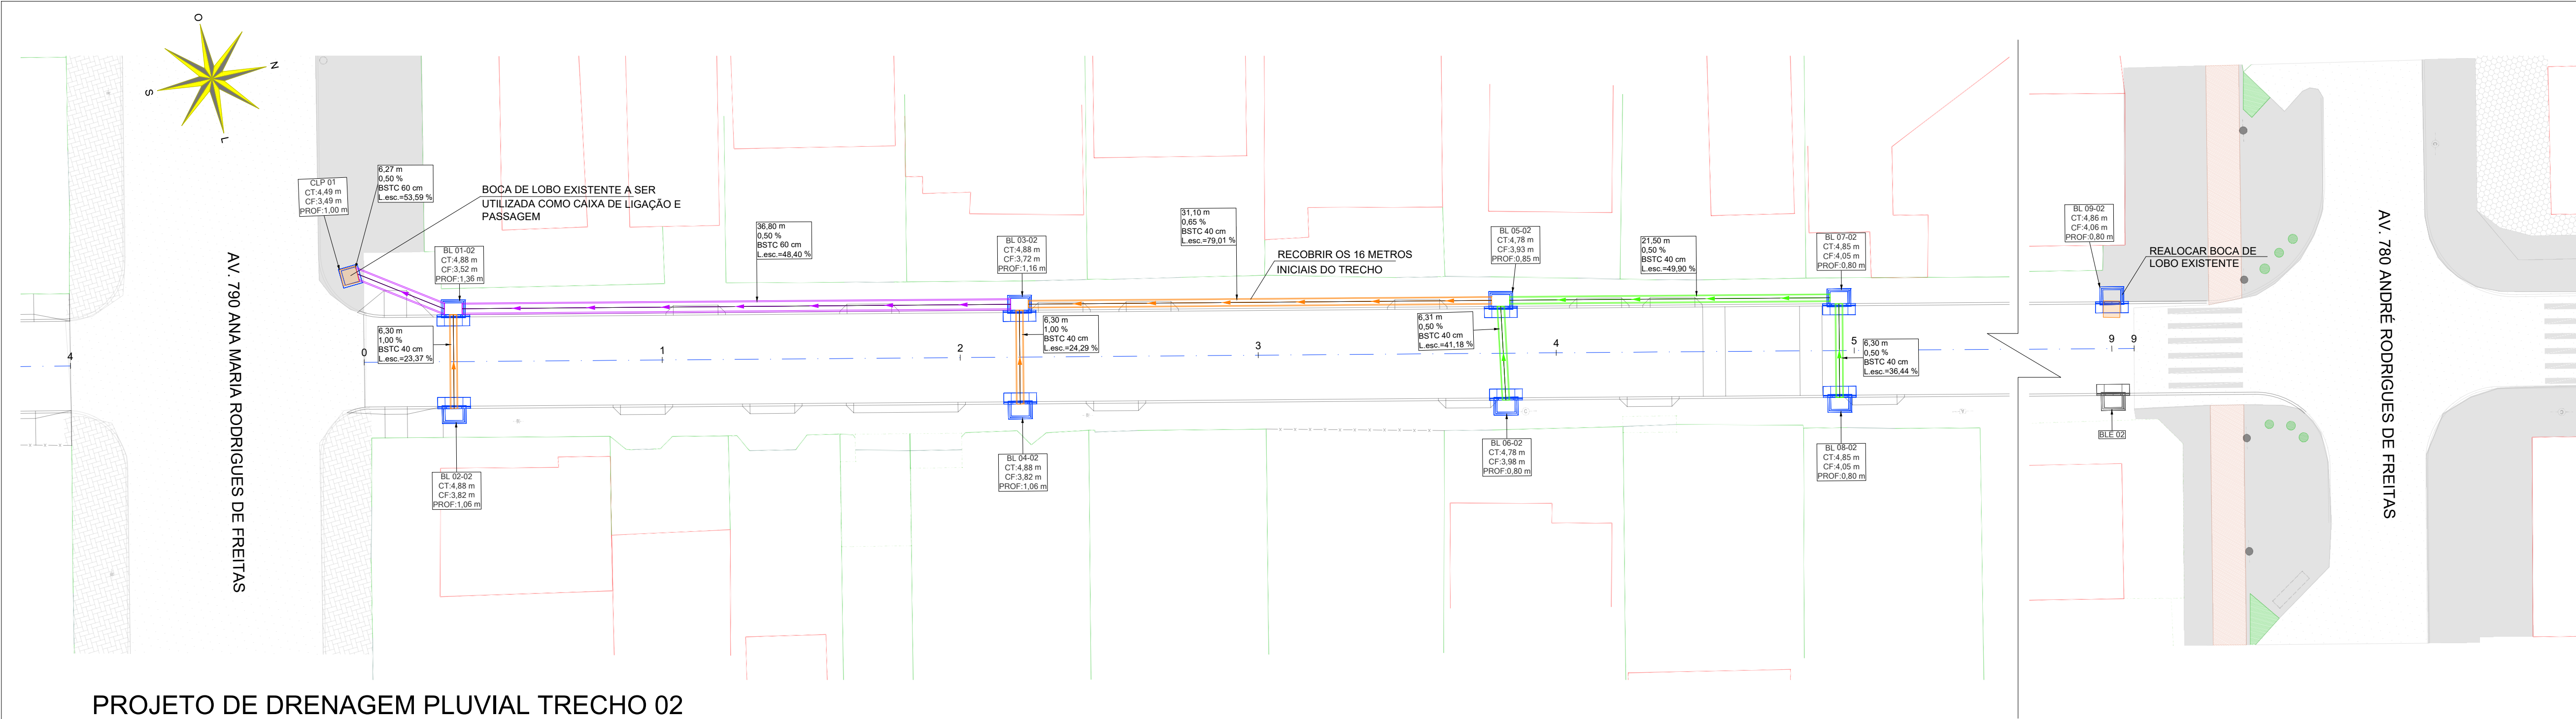 O
N
S
L
AV. 790 ANA MARIA RODRIGUES DE FREITAS
CLP 01
CT:4,49 m
CF:3,49 m
PROF:1,00 m
6,27 m
0,50 %
BSTC 60 cm
L.esc.=53,59 %
BOCA DE LOBO EXISTENTE A SER
UTILIZADA COMO CAIXA DE LIGAÇÃO E
PASSAGEM
BL 01-02
CT:4,88 m
CF:3,52 m
PROF:1,36 m
36,80 m
0,50 %
BSTC 60 cm
L.esc.=48,40 %
BL 03-02
CT:4,88 m
CF:3,72 m
PROF:1,16 m
31,10 m
0,65 %
BSTC 40 cm
L.esc.=79,01 %
RECOBRIR OS 16 METROS
INICIAIS DO TRECHO
BL 05-02
CT:4,78 m
CF:3,93 m
PROF:0,85 m
21,50 m
0,50 %
BSTC 40 cm
L.esc.=49,90 %
BL 07-02
CT:4,85 m
CF:4,05 m
PROF:0,80 m
BL 09-02
CT:4,86 m
CF:4,06 m
PROF:0,80 m
REALOCAR BOCA DE
LOBO EXISTENTE
AV. 780 ANDRÉ RODRIGUES DE FREITAS
6,30 m
1,00 %
BSTC 40 cm
L.esc.=23,37 %
6,30 m
1,00 %
BSTC 40 cm
L.esc.=24,29 %
6,31 m
0,50 %
BSTC 40 cm
L.esc.=41,18 %
6,30 m
0,50 %
BSTC 40 cm
L.esc.=36,44 %
4
0
1
2
3
4
5
9
9
BL 02-02
CT:4,88 m
CF:3,82 m
PROF:1,06 m
BL 04-02
CT:4,88 m
CF:3,82 m
PROF:1,06 m
BL 06-02
CT:4,78 m
CF:3,98 m
PROF:0,80 m
BL 08-02
CT:4,85 m
CF:4,05 m
PROF:0,80 m
BLE 02
PROJETO DE DRENAGEM PLUVIAL TRECHO 02